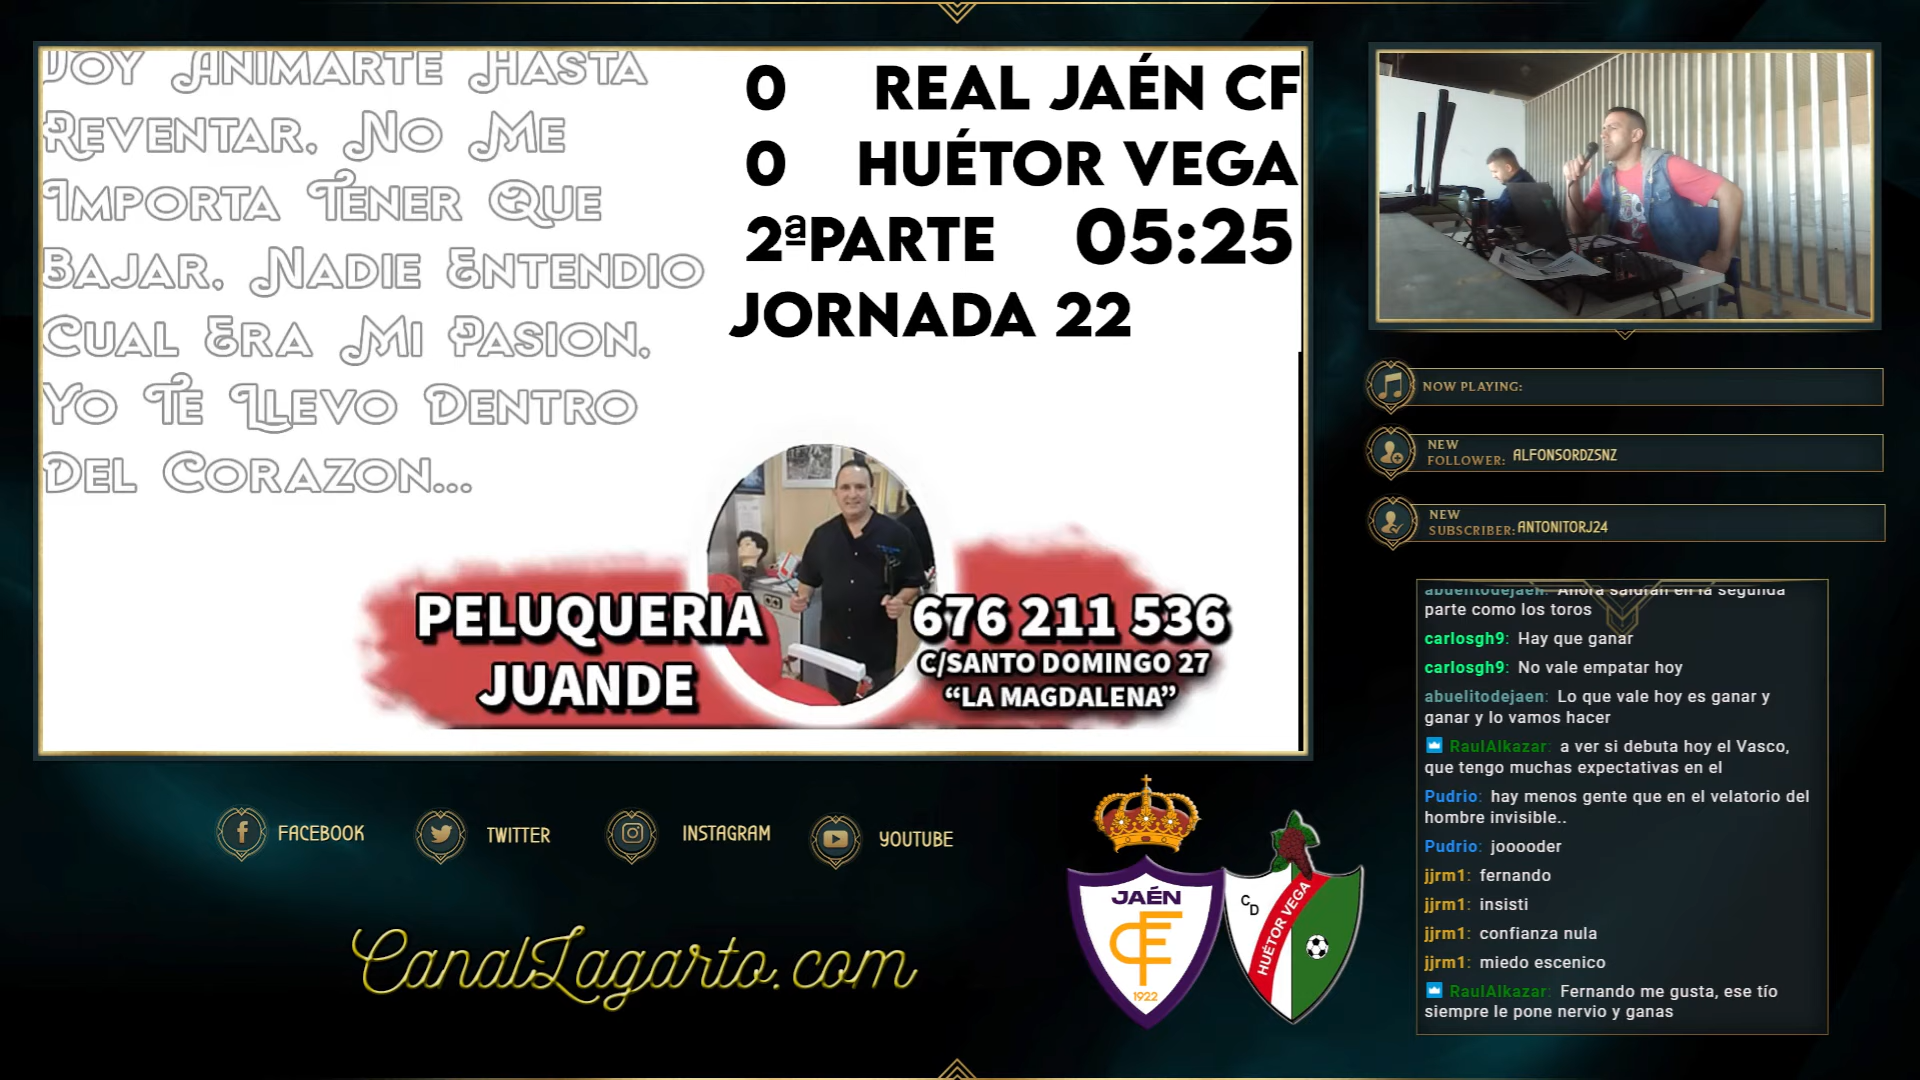 Voy Animarte Hasta
Reventar. No Me
Importa Tener Que
Bajar. Nadie Entendio
Cual Era Mi Pasion.
Yo Te Llevo Dentro
Del Corazon...
0 REAL JAÉN CF
0 HUÉTOR VEGA
2ªPARTE 05:25
JORNADA 22
PELUQUERIA
JUANDE
676 211 536
C/SANTO DOMINGO 27
“LA MAGDALENA”
NOW PLAYING:
NEW
FOLLOWER: ALFONSORDZSNZ
NEW
SUBSCRIBER: ANTONITORJ24
abuelitodejaen: Ahora saldran en la segunda
parte como los toros
carlosgh9: Hay que ganar
carlosgh9: No vale empatar hoy
abuelitodejaen: Lo que vale hoy es ganar y
ganar y lo vamos hacer
RaulAlkazar: a ver si debuta hoy el Vasco,
que tengo muchas expectativas en el
Pudrio: hay menos gente que en el velatorio del
hombre invisible..
Pudrio: jooooder
jjrm1: fernando
jjrm1: insisti
jjrm1: confianza nula
jjrm1: miedo escenico
RaulAlkazar: Fernando me gusta, ese tío
siempre le pone nervio y ganas
FACEBOOK
TWITTER
INSTAGRAM
YOUTUBE
CanalLagarto.com
JAÉN
CF
1922
CD
HUÉTOR VEGA